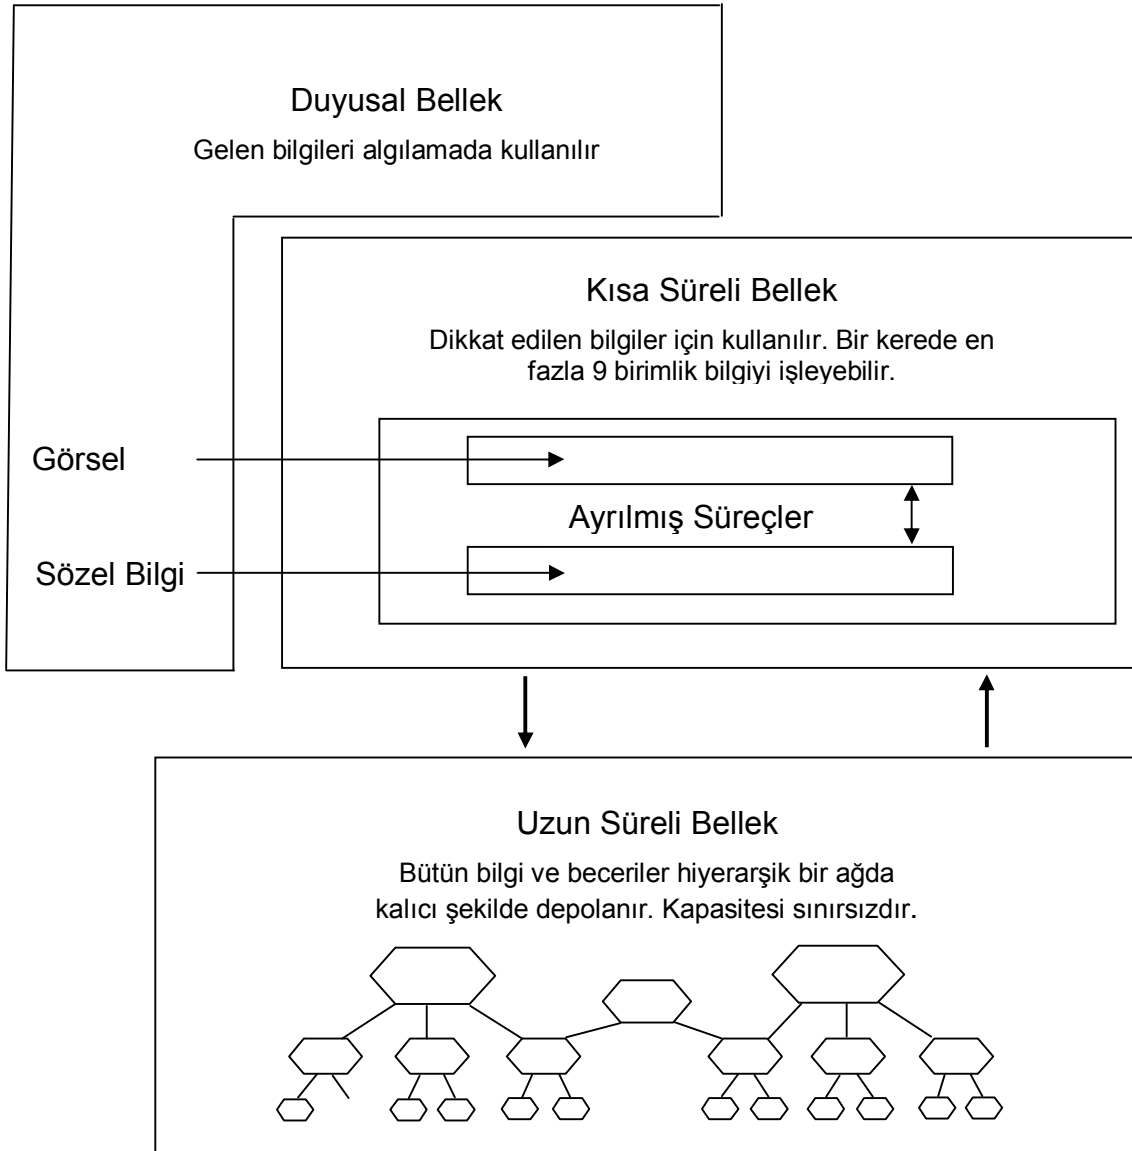 Duyusal Bellek
Gelen bilgileri algılamada kullanılır
Kısa Süreli Bellek
Dikkat edilen bilgiler için kullanılır. Bir kerede en
fazla 9 birimlik bilgiyi işleyebilir.
Görsel
Ayrılmış Süreçler
Sözel Bilgi
Uzun Süreli Bellek
Bütün bilgi ve beceriler hiyerarşik bir ağda
kalıcı şekilde depolanır. Kapasitesi sınırsızdır.